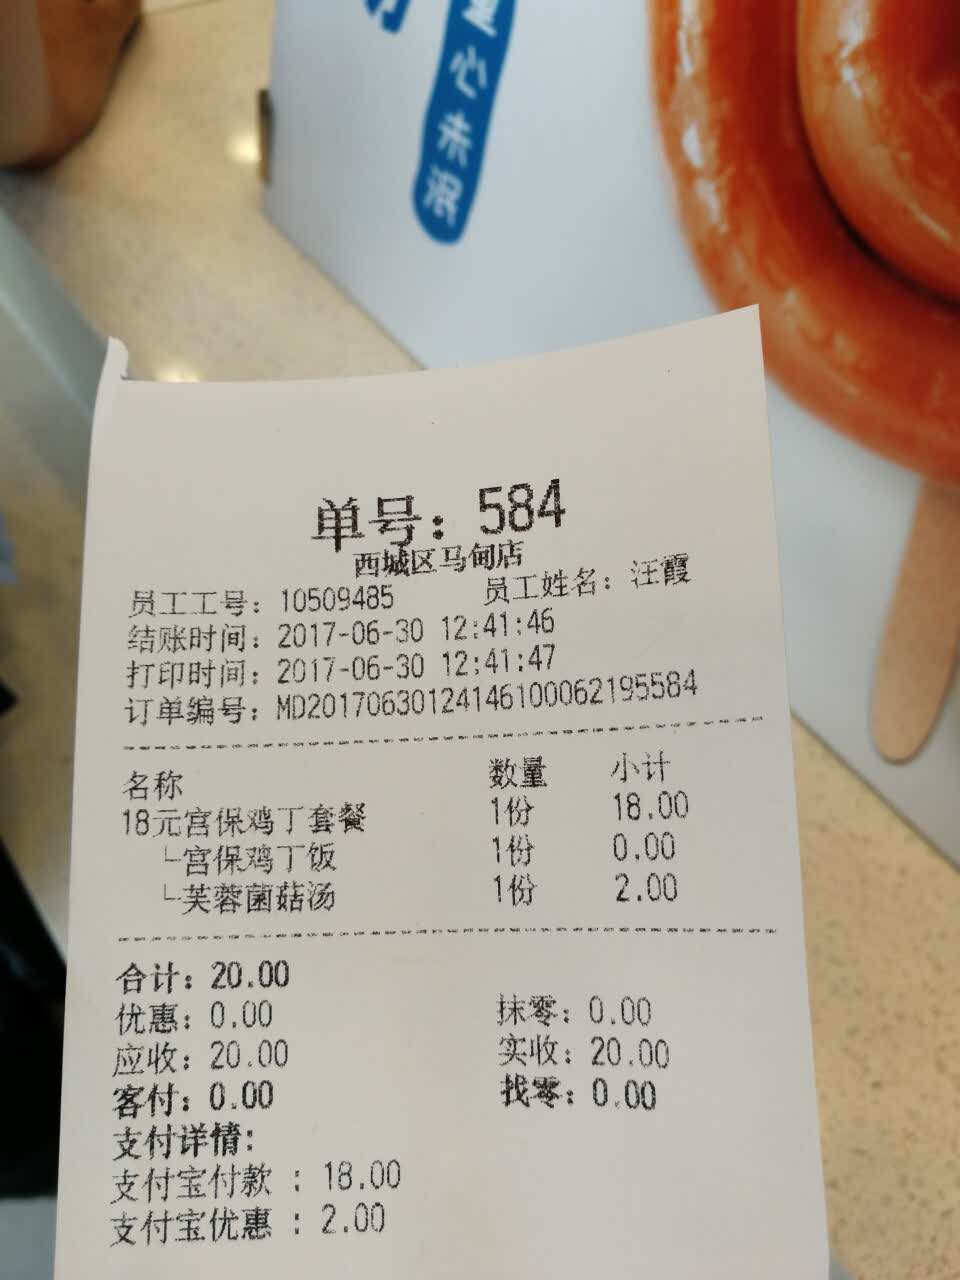 童心未泯
单号：584
西城区马甸店
员工工号：10509485 员工姓名：汪霞
结账时间：2017-06-30 12:41:46
打印时间：2017-06-30 12:41:47
订单编号：MD20170630124146100062195584
名称 数量 小计
18元宫保鸡丁套餐 1份 18.00
└宫保鸡丁饭 1份 0.00
└芙蓉菌菇汤 1份 2.00
合计：20.00
优惠：0.00 抹零：0.00
应收：20.00 实收：20.00
客付：0.00 找零：0.00
支付详情：
支付宝付款 ：18.00
支付宝优惠 ：2.00